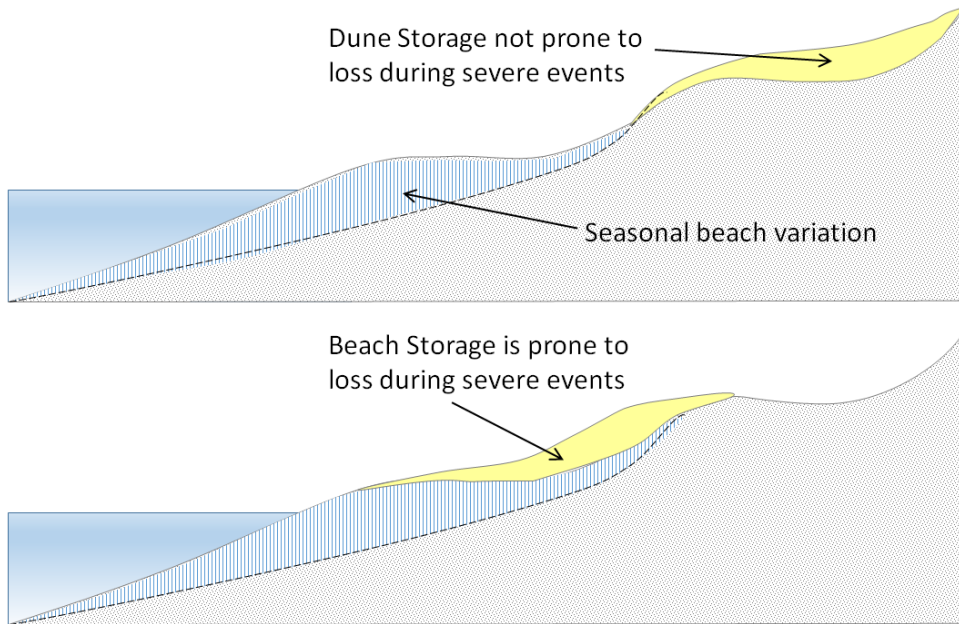 Dune Storage not prone to
loss during severe events
Seasonal beach variation
Beach Storage is prone to
loss during severe events